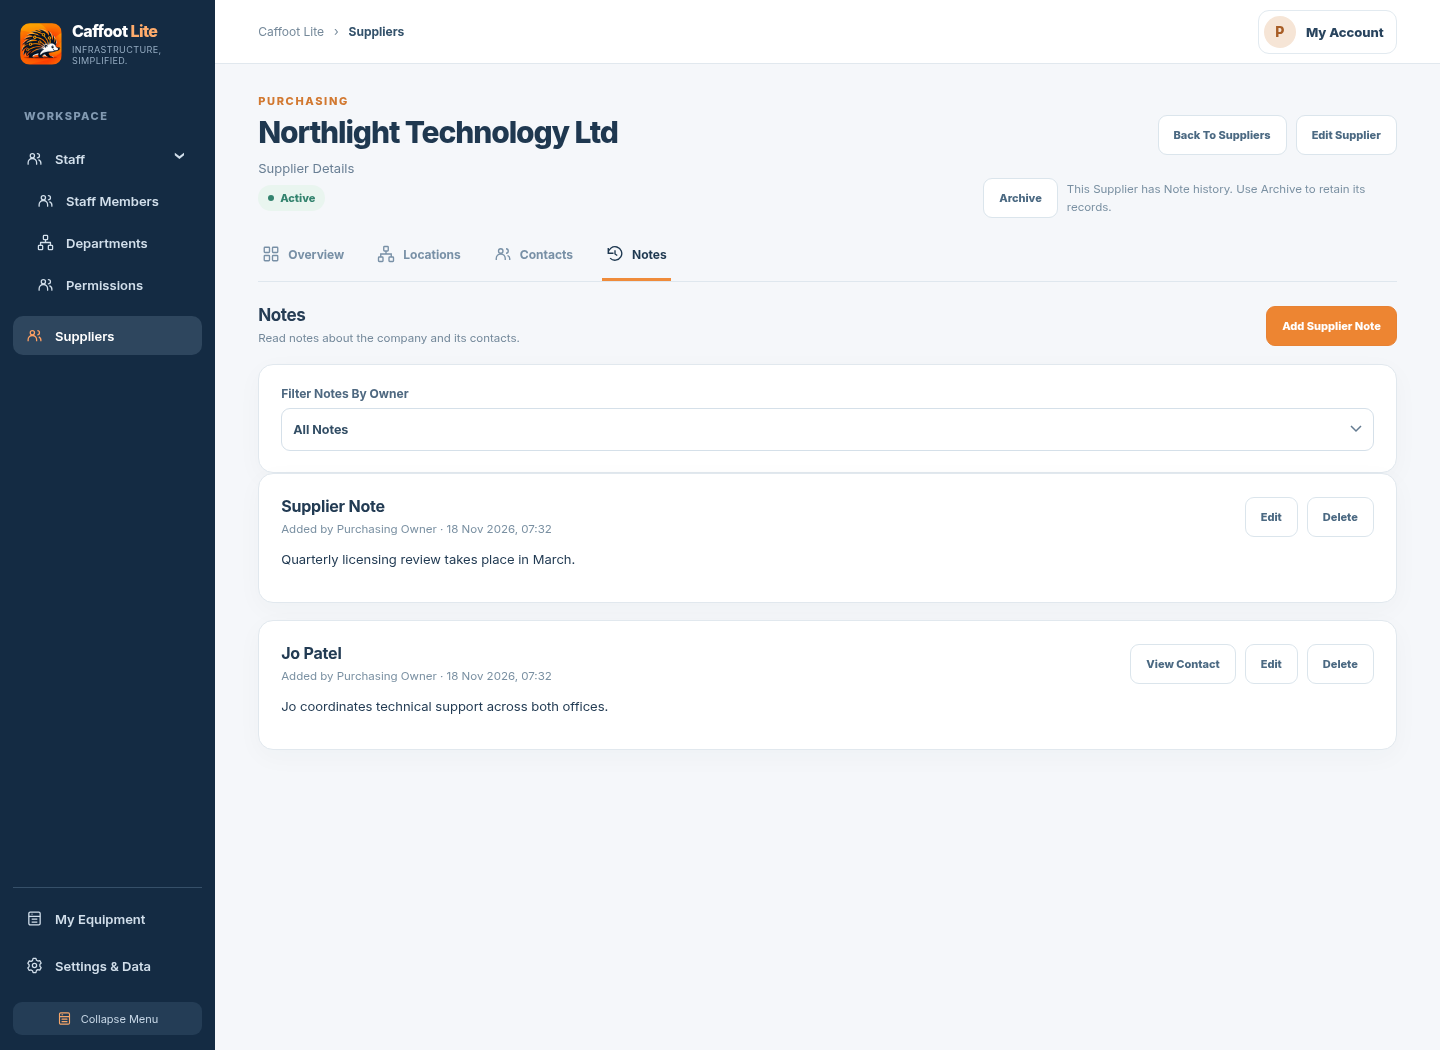 Caffoot Lite
INFRASTRUCTURE,
SIMPLIFIED.
WORKSPACE
Staff
Staff Members
Departments
Permissions
Suppliers
My Equipment
Settings & Data
Collapse Menu
Caffoot Lite › Suppliers
P My Account
PURCHASING
Northlight Technology Ltd
Back To Suppliers Edit Supplier
Supplier Details
Active
Archive
This Supplier has Note history. Use Archive to retain its
records.
Overview Locations Contacts Notes
Notes
Read notes about the company and its contacts.
Add Supplier Note
Filter Notes By Owner
All Notes
Supplier Note
Added by Purchasing Owner · 18 Nov 2026, 07:32
Edit Delete
Quarterly licensing review takes place in March.
Jo Patel
Added by Purchasing Owner · 18 Nov 2026, 07:32
View Contact Edit Delete
Jo coordinates technical support across both offices.